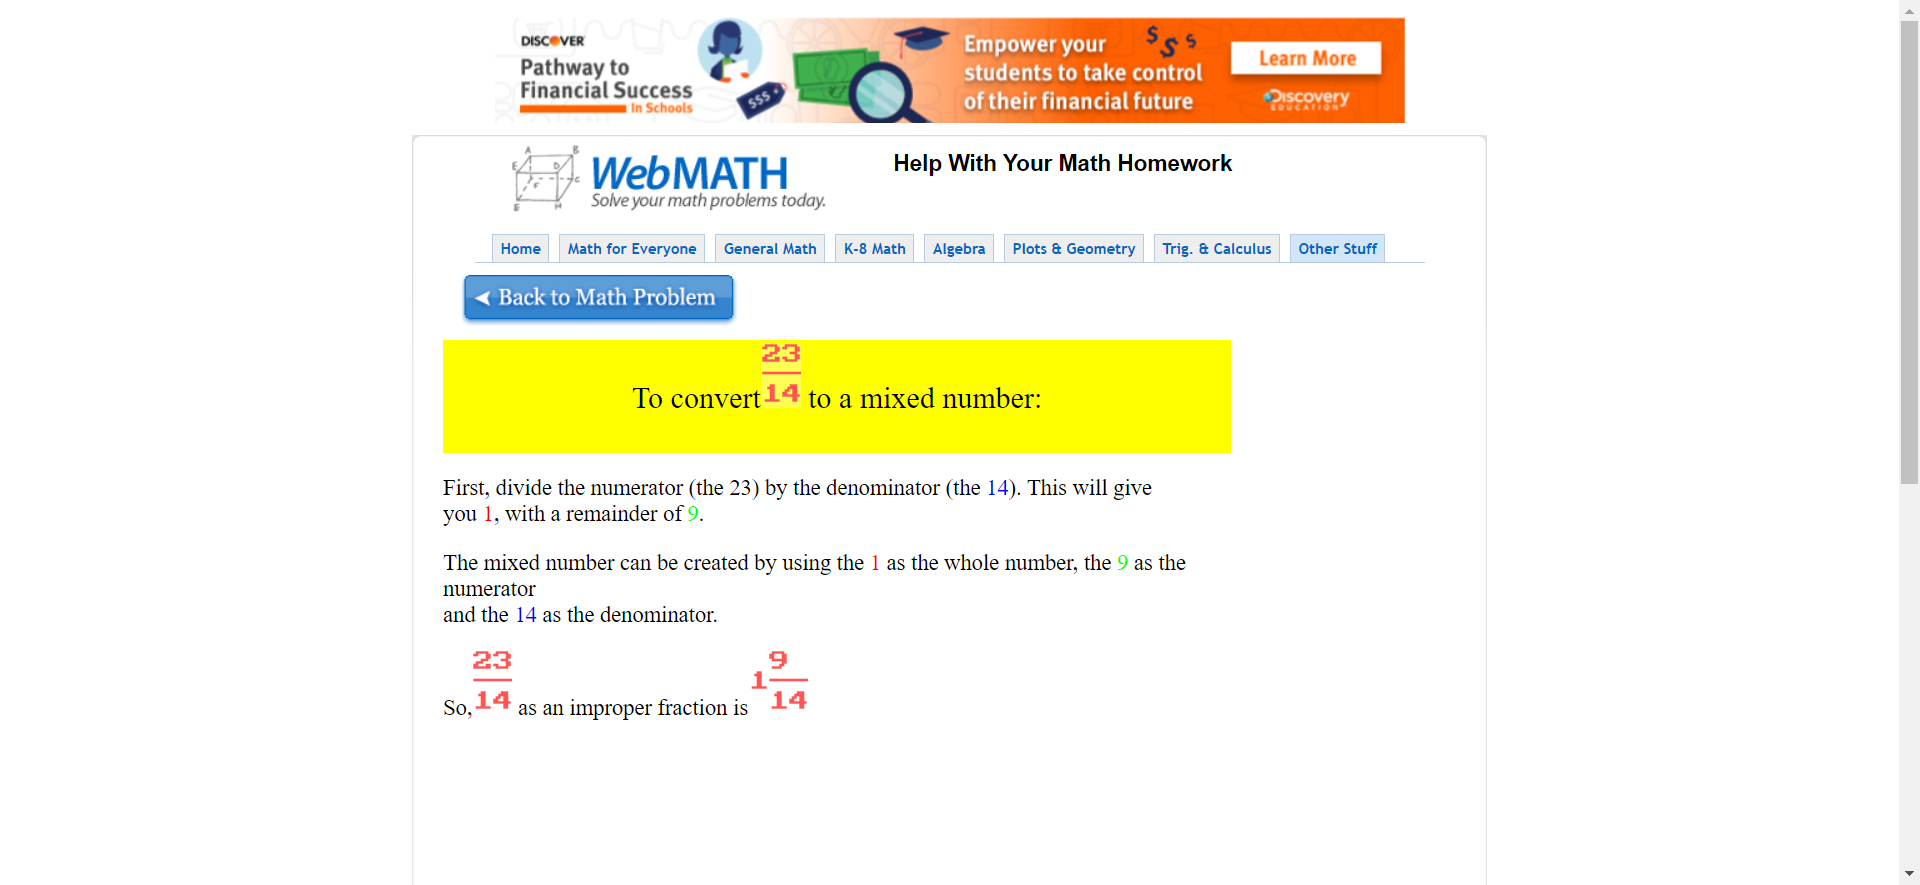 DISCOVER
Pathway to
Financial Success
In Schools
$$$
Empower your
students to take control
of their financial future
$ $ $
Learn More
Discovery
EDUCATION
A B E D C F E H
WebMATH
Solve your math problems today.
Help With Your Math Homework
Home Math for Everyone General Math K-8 Math Algebra Plots & Geometry Trig. & Calculus Other Stuff
Back to Math Problem
To convert 23/14 to a mixed number:
First, divide the numerator (the 23) by the denominator (the 14). This will give
you 1, with a remainder of 9.
The mixed number can be created by using the 1 as the whole number, the 9 as the
numerator
and the 14 as the denominator.
So, 23/14 as an improper fraction is 1 9/14